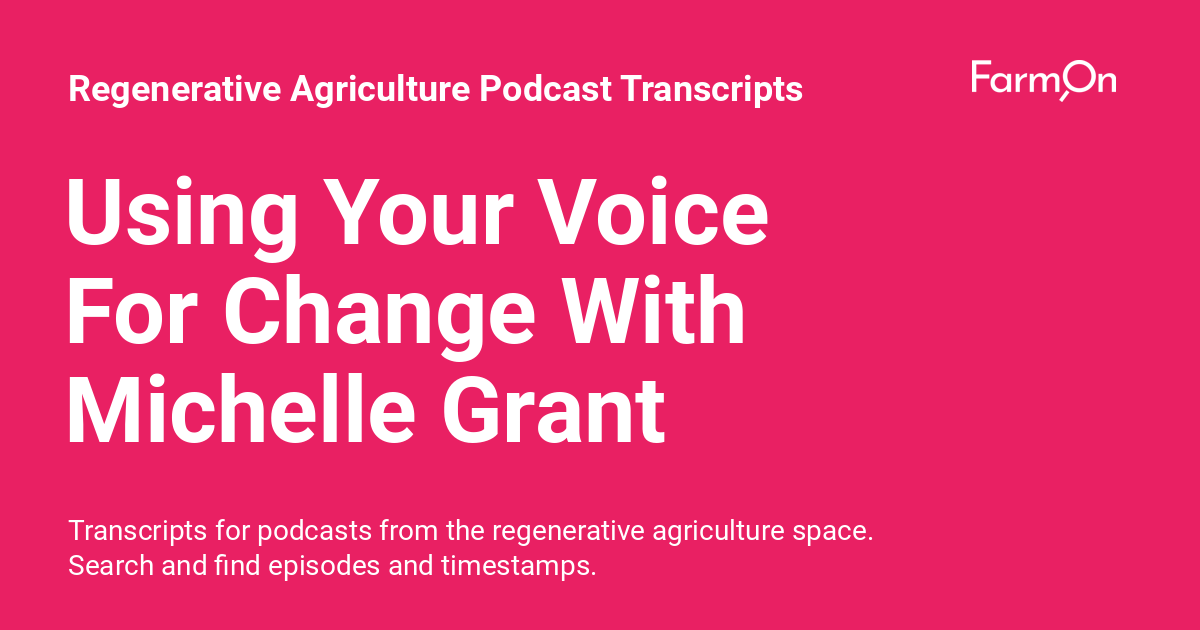 Regenerative Agriculture Podcast Transcripts
FarmOn
Using Your Voice
For Change With
Michelle Grant
Transcripts for podcasts from the regenerative agriculture space.
Search and find episodes and timestamps.